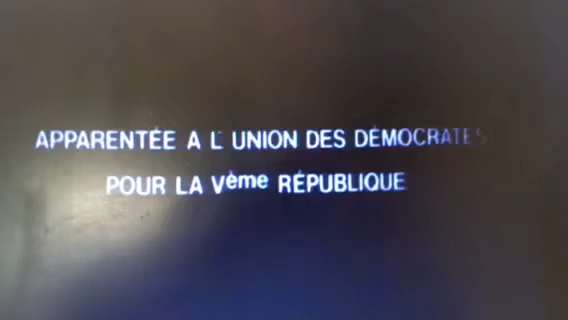 APPARENTÉE A L' UNION DES DÉMOCRATES
POUR LA Vème RÉPUBLIQUE